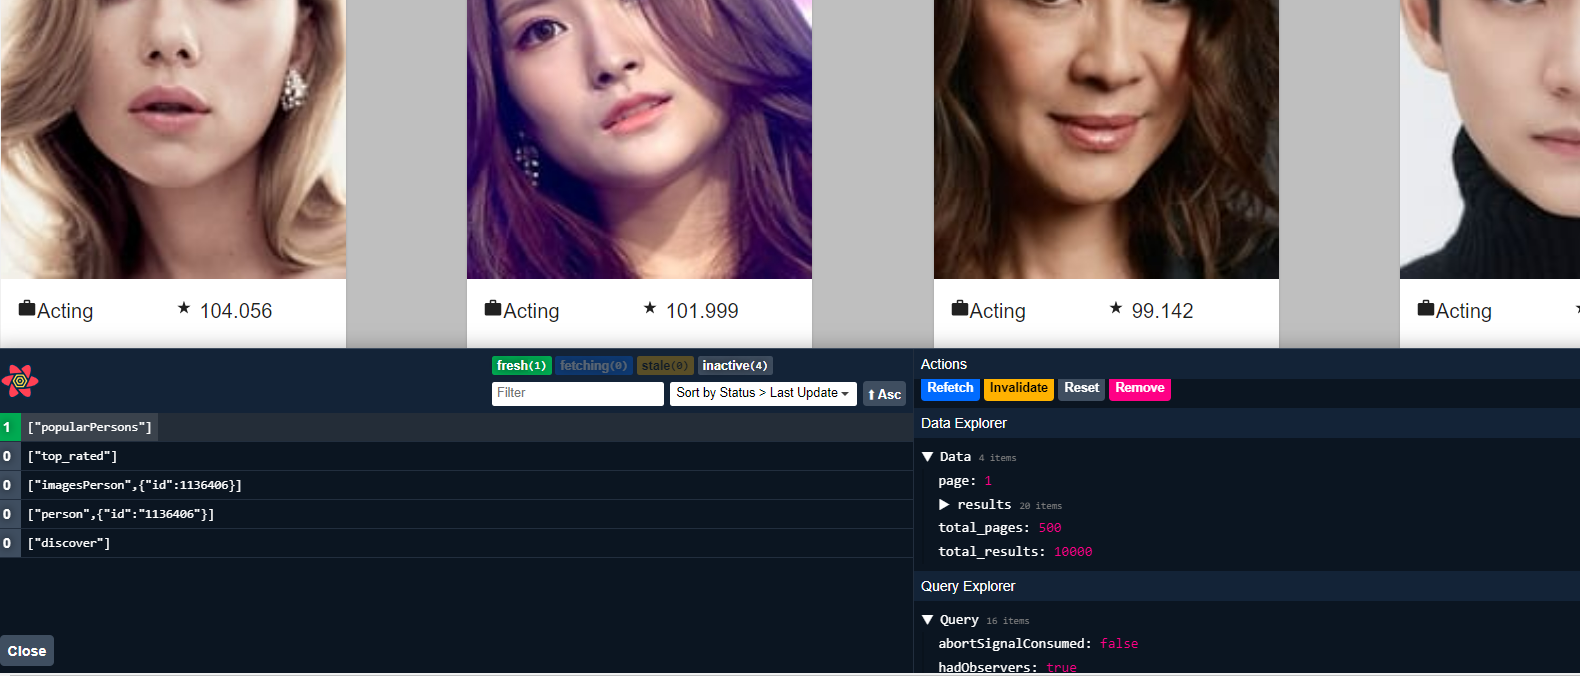 Acting ★ 104.056
Acting ★ 101.999
Acting ★ 99.142
Acting ★
fresh(1) fetching(0) stale(0) inactive(4)
Filter Sort by Status > Last Update ⬆ Asc
1 ["popularPersons"]
0 ["top_rated"]
0 ["imagesPerson",{"id":1136406}]
0 ["person",{"id":"1136406"}]
0 ["discover"]
Close
Actions
Refetch Invalidate Reset Remove
Data Explorer
▼ Data 4 items
page: 1
▶ results 20 items
total_pages: 500
total_results: 10000
Query Explorer
▼ Query 16 items
abortSignalConsumed: false
hadObservers: true